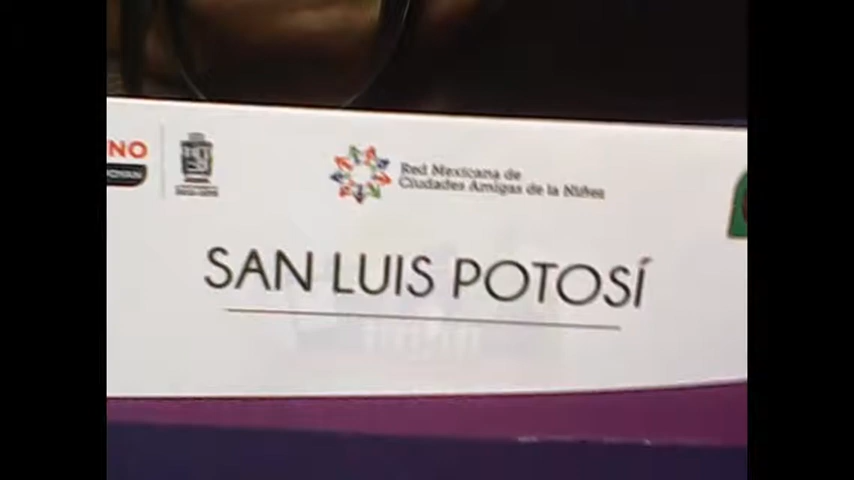 NO
Red Mexicana de
Ciudades Amigas de la Niñez
SAN LUIS POTOSÍ